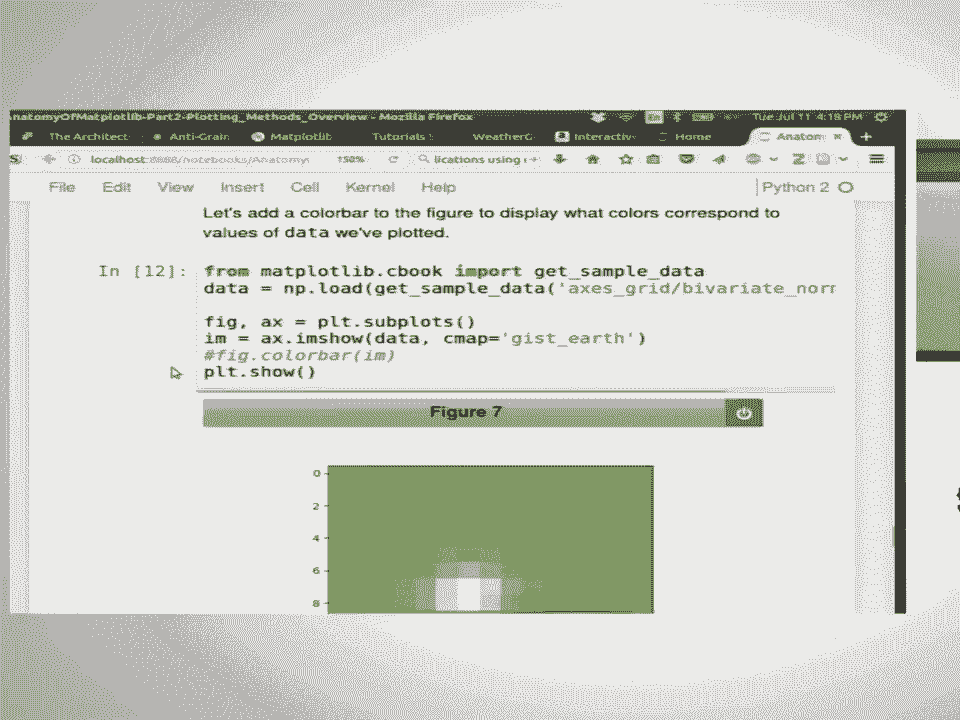 natomyOfMatplotlib-Part2-Plotting_Methods_Overview - Mozilla Firefox
Tue Jul 11 4:18 PM
The Architect
Anti-Grain
Matplotlib
Tutorials
WeatherG
Interactiv
Home
Anatom
localhost:8888/notebooks/Anatomy
150%
lications using
File Edit View Insert Cell Kernel Help
Python 2
Let's add a colorbar to the figure to display what colors correspond to
values of data we've plotted.
In [12]:
from matplotlib.cbook import get_sample_data
data = np.load(get_sample_data('axes_grid/bivariate_norm
fig, ax = plt.subplots()
im = ax.imshow(data, cmap='gist_earth')
#fig.colorbar(im)
plt.show()
Figure 7
0
2
4
6
8